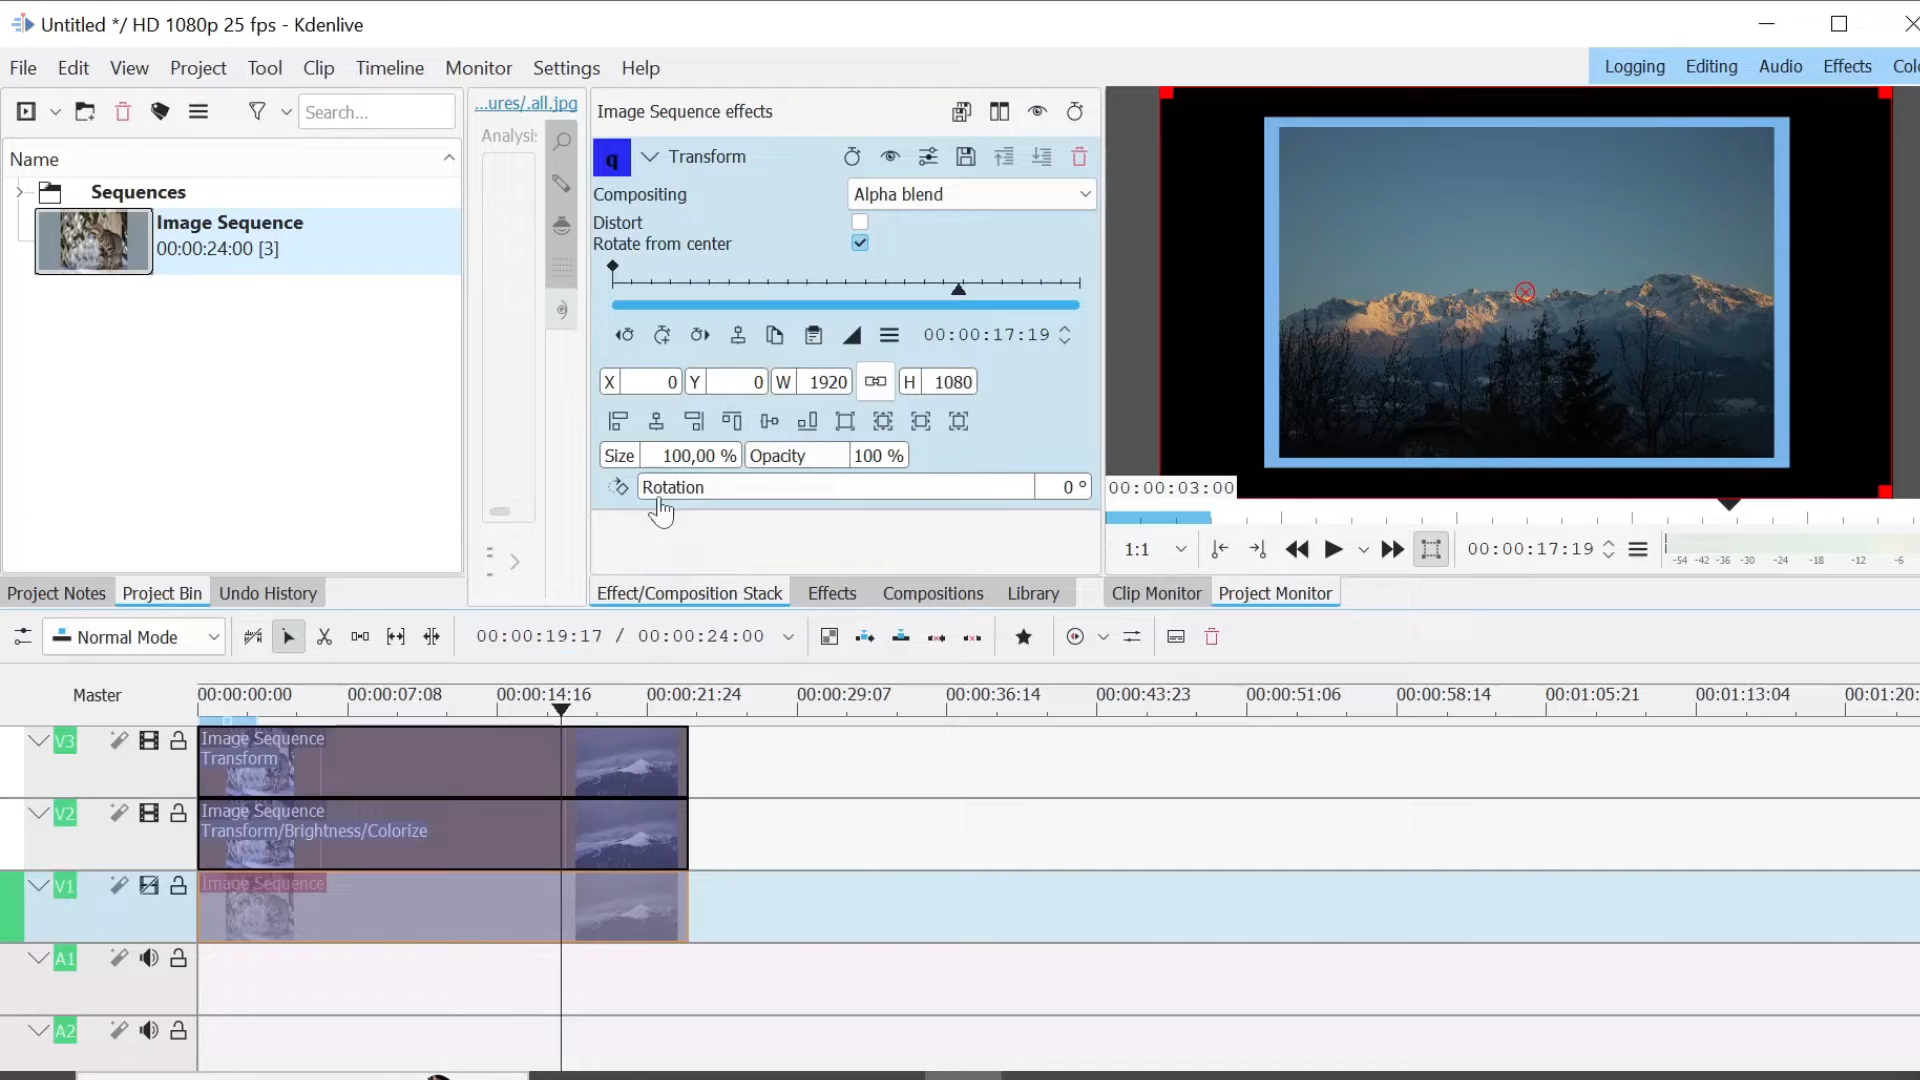 Untitled */ HD 1080p 25 fps - Kdenlive
File Edit View Project Tool Clip Timeline Monitor Settings Help
Logging Editing Audio Effects Colo
Search...
...ures/.all.jpg
Image Sequence effects
Analysis
Name
q Transform
Sequences
Compositing Alpha blend
Image Sequence
Distort
00:00:24:00 [3]
Rotate from center
00:00:17:19
X 0 Y 0 W 1920 H 1080
Size 100,00 % Opacity 100 %
Rotation 0 °
00:00:03:00
1:1 00:00:17:19
-54 -42 -36 -30 -24 -18 -12 -6
Project Notes Project Bin Undo History
Effect/Composition Stack Effects Compositions Library
Clip Monitor Project Monitor
Normal Mode 00:00:19:17 / 00:00:24:00
Master 00:00:00:00 00:00:07:08 00:00:14:16 00:00:21:24 00:00:29:07 00:00:36:14 00:00:43:23 00:00:51:06 00:00:58:14 00:01:05:21 00:01:13:04 00:01:20:
V3 Image Sequence
Transform
V2 Image Sequence
Transform/Brightness/Colorize
V1 Image Sequence
A1
A2